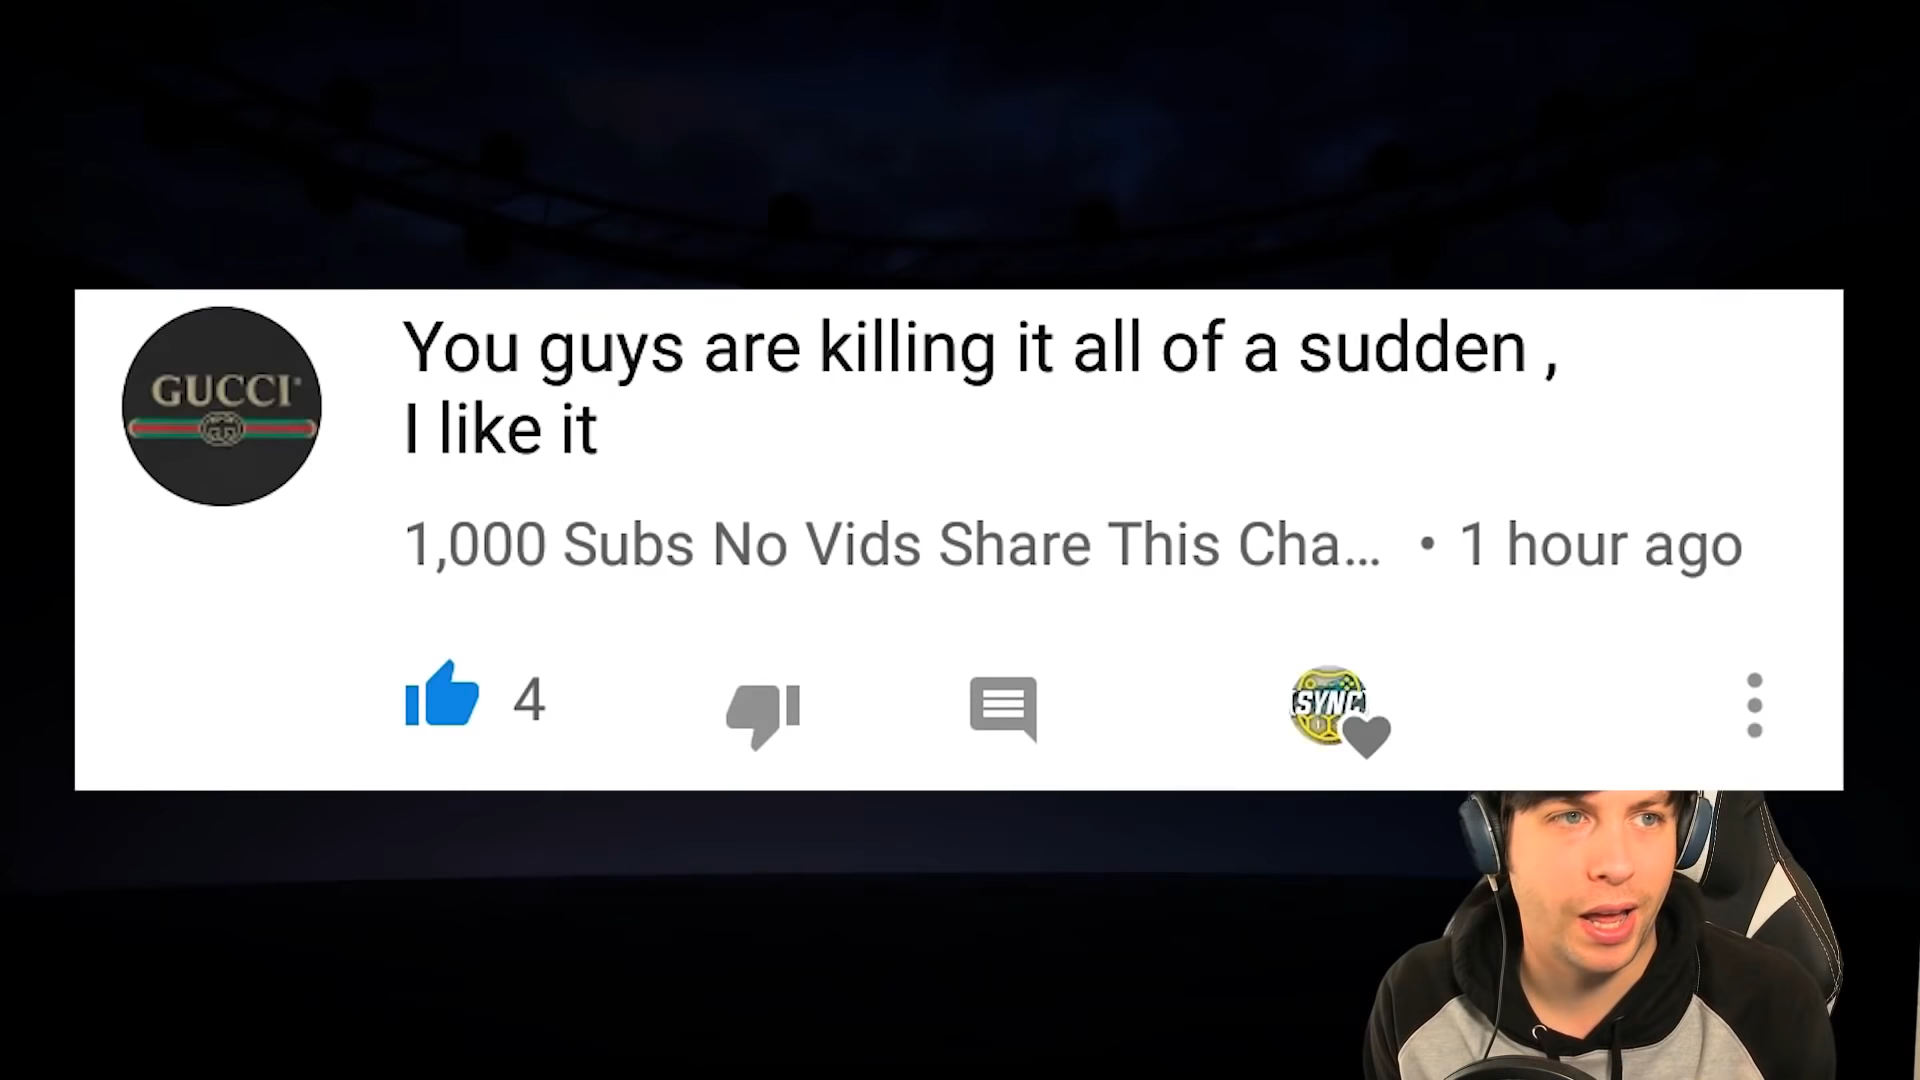 GUCCI
You guys are killing it all of a sudden ,
I like it
1,000 Subs No Vids Share This Cha... • 1 hour ago
4
SYNC